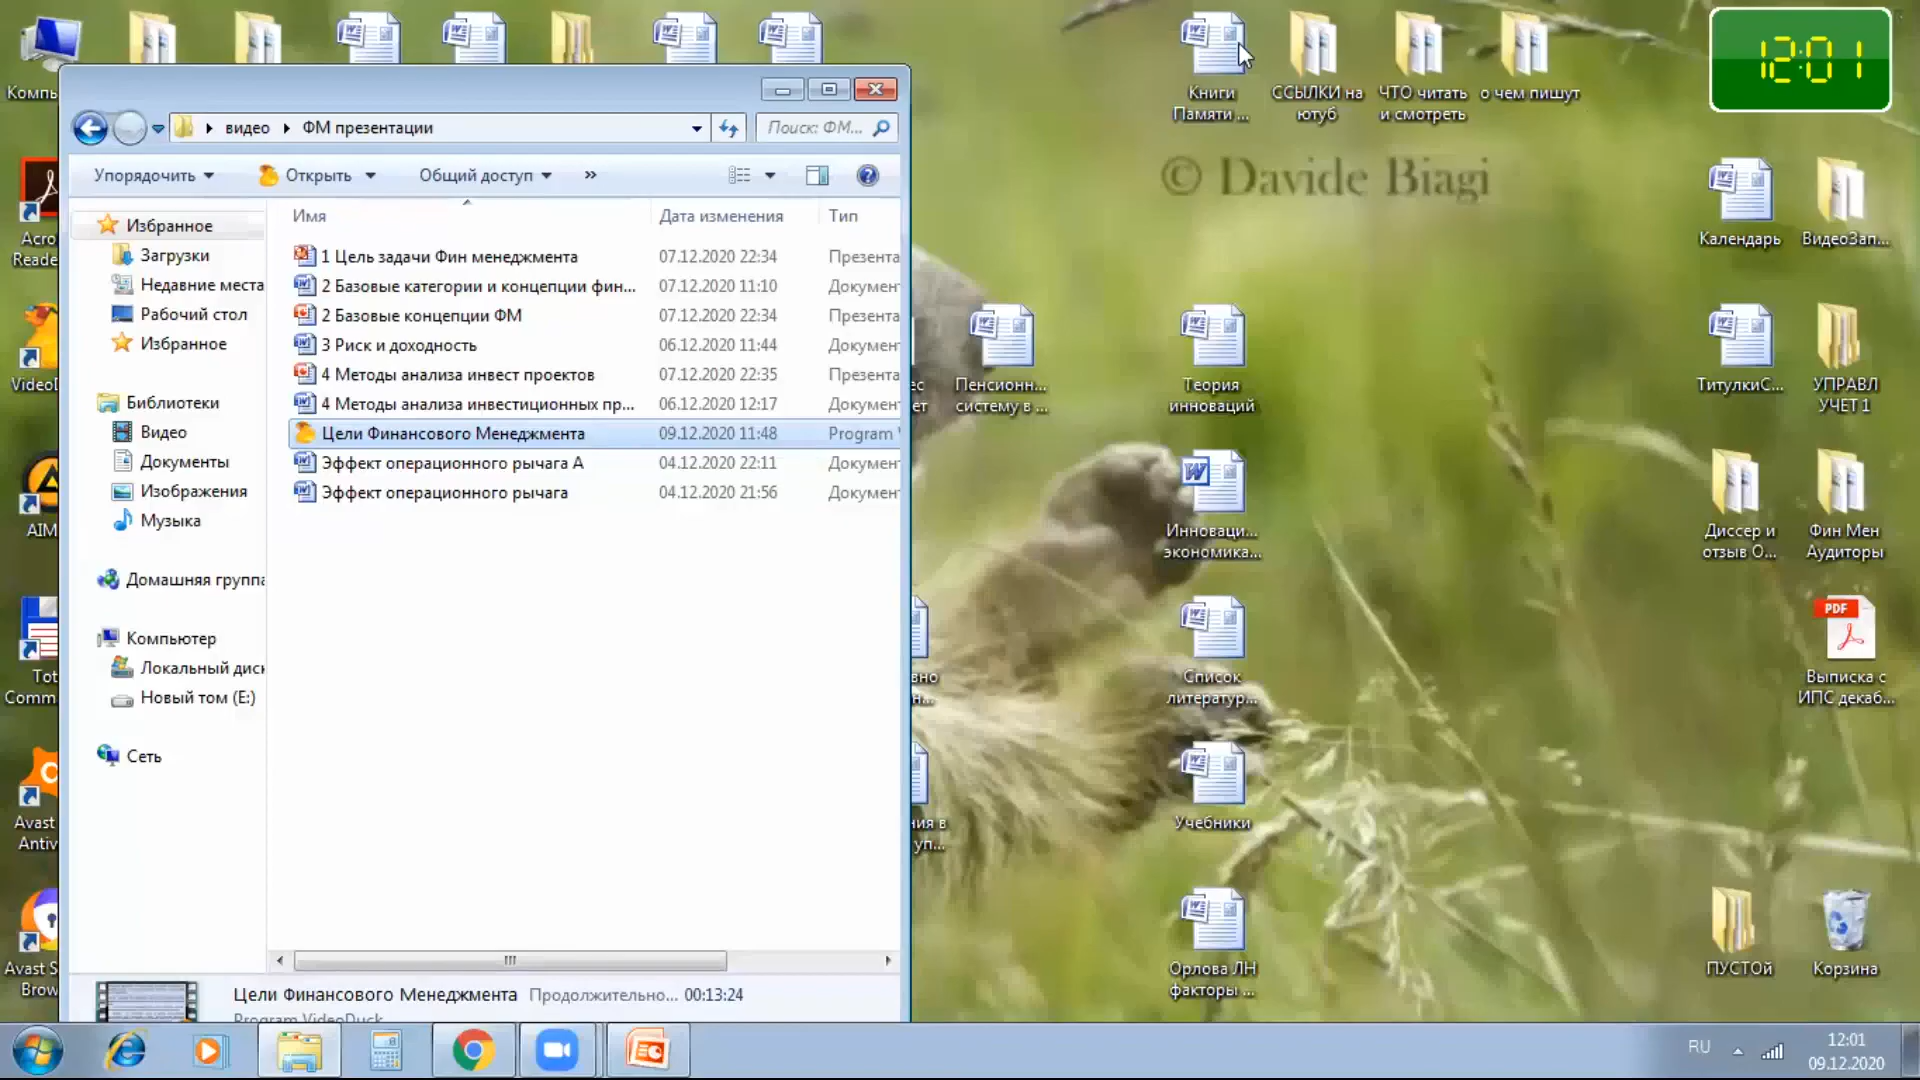 12:01
Книги
Памяти ...
ССЫЛКИ на
ютуб
ЧТО читать
и смотреть
о чем пишут
Компь
видео
ФМ презентации
Поиск: ФМ...
Упорядочить
Открыть
Общий доступ
»
© Davide Biagi
Имя
Дата изменения
Тип
Избранное
Загрузки
Недавние места
Рабочий стол
Избранное
Библиотеки
Видео
Документы
Изображения
Музыка
Домашняя группа
Компьютер
Локальный диск
Новый том (E:)
Сеть
1 Цель задачи Фин менеджмента 07.12.2020 22:34 Презента
2 Базовые категории и концепции фин... 07.12.2020 11:10 Документ
2 Базовые концепции ФМ 07.12.2020 22:34 Презента
3 Риск и доходность 06.12.2020 11:44 Документ
4 Методы анализа инвест проектов 07.12.2020 22:35 Презента
4 Методы анализа инвестиционных пр... 06.12.2020 12:17 Документ
Цели Финансового Менеджмента 09.12.2020 11:48 Program
Эффект операционного рычага А 04.12.2020 22:11 Документ
Эффект операционного рычага 04.12.2020 21:56 Документ
Acro
Reade
VideoD
AIM
Tot
Comm
Avast
Antiv
Avast S
Brow
Календарь
ВидеоЗап...
ес
ет
Пенсионн...
систему в ...
Теория
инноваций
ТитулкиС...
УПРАВЛ
УЧЕТ 1
Инноваци...
экономика...
Диссер и
отзыв О...
Фин Мен
Аудиторы
вно
н...
Список
литератур...
PDF
Выписка с
ИПС декаб...
ния в
уп...
Учебники
Орлова ЛН
факторы ...
ПУСТОй
Корзина
Цели Финансового Менеджмента Продолжительно... 00:13:24
Program VideoDuck
RU
12:01
09.12.2020